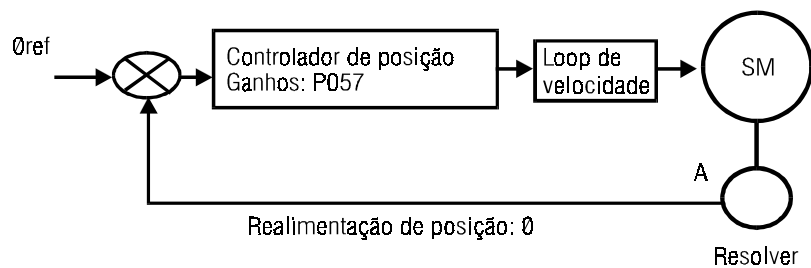 Øref
Controlador de posição
Ganhos: P057
Loop de
velocidade
SM
A
Realimentação de posição: Ø
Resolver